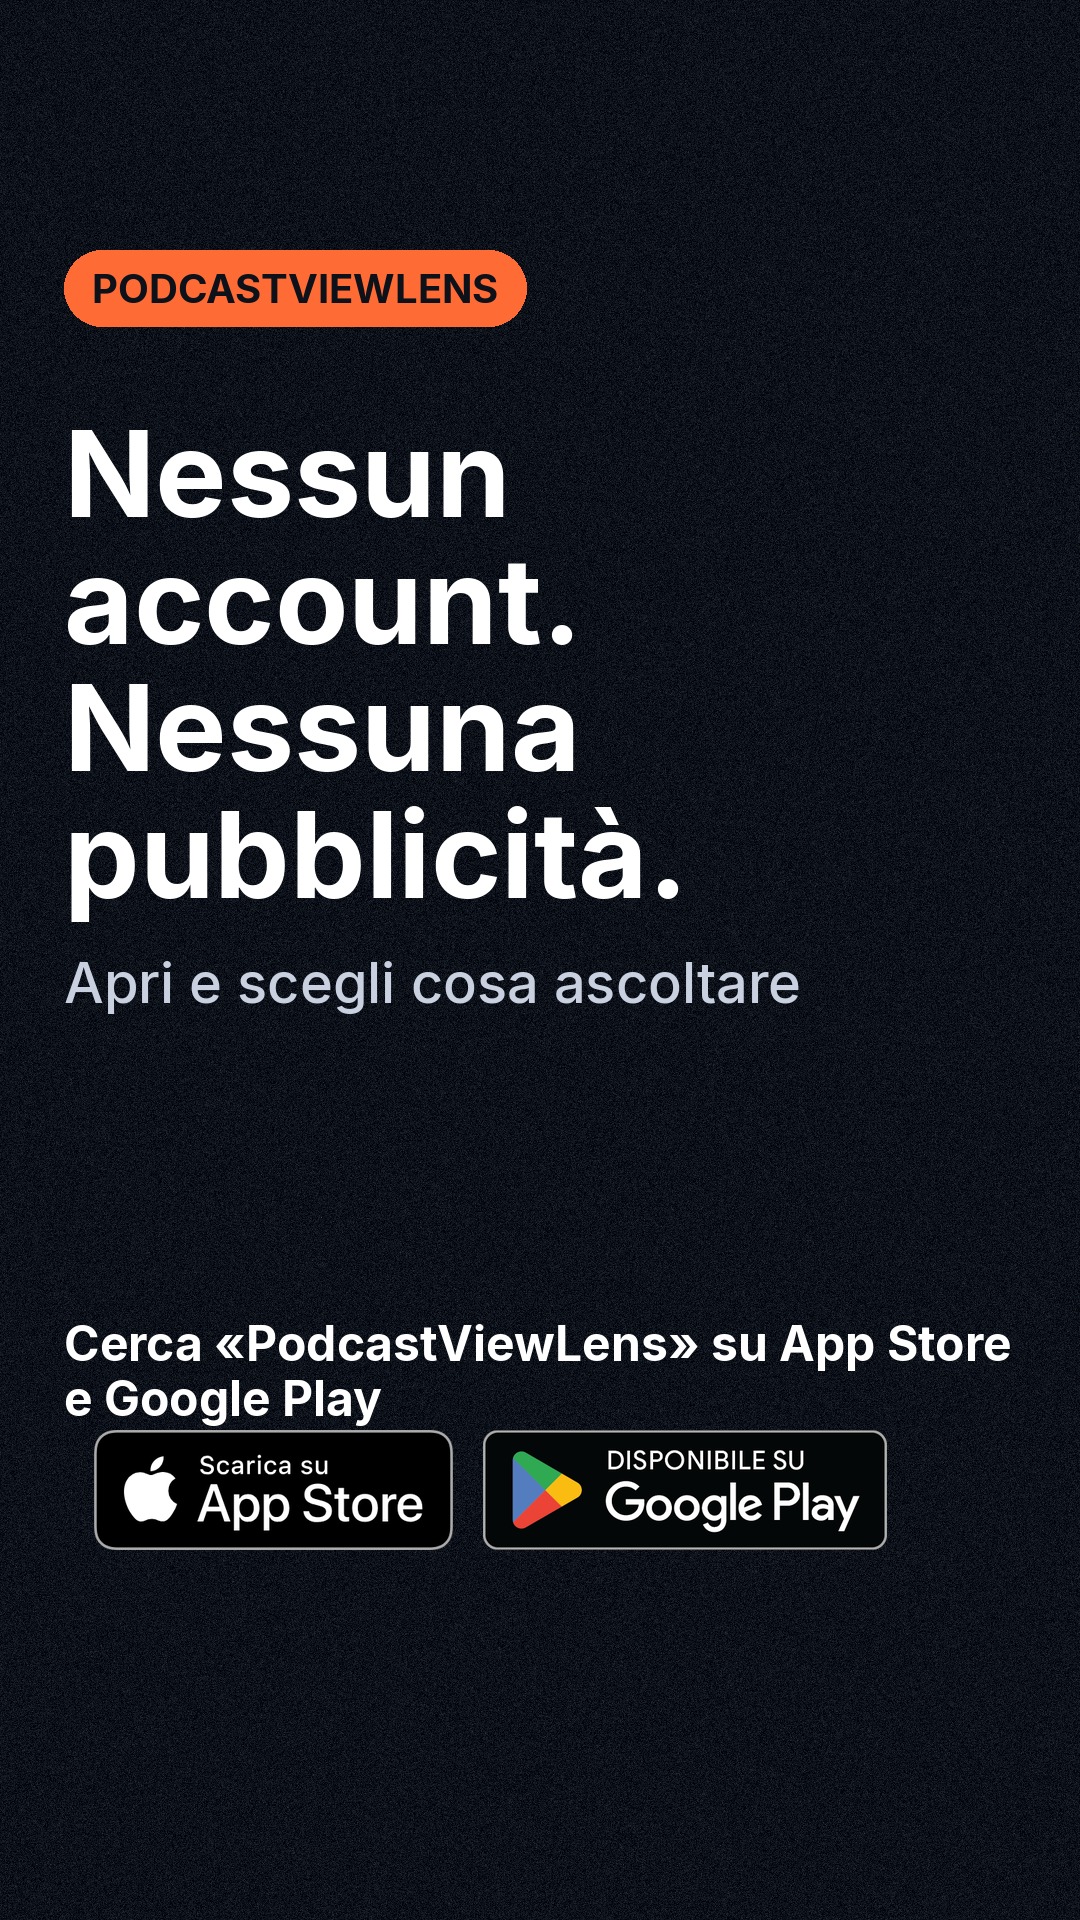 PODCASTVIEWLENS
Nessun
account.
Nessuna
pubblicità.
Apri e scegli cosa ascoltare
Cerca «PodcastViewLens» su App Store
e Google Play
Scarica su
App Store
DISPONIBILE SU
Google Play